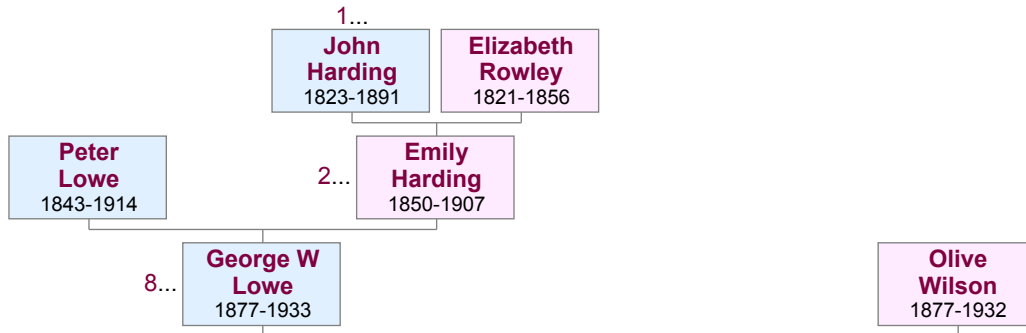 1...
John
Harding
1823-1891
Elizabeth
Rowley
1821-1856
Peter
Lowe
1843-1914
2...
Emily
Harding
1850-1907
8...
George W
Lowe
1877-1933
Olive
Wilson
1877-1932